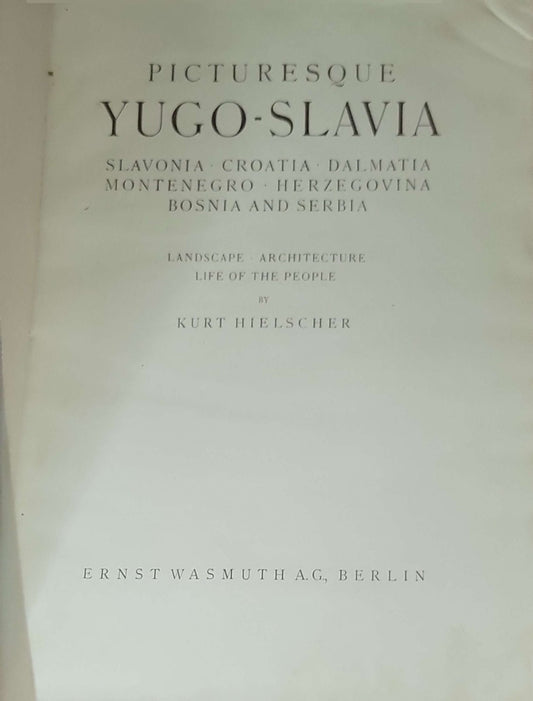 PICTURESQUE
YUGO-SLAVIA
SLAVONIA · CROATIA · DALMATIA
MONTENEGRO · HERZEGOVINA
BOSNIA AND SERBIA
LANDSCAPE · ARCHITECTURE
LIFE OF THE PEOPLE
BY
KURT HIELSCHER
ERNST WASMUTH A.G., BERLIN